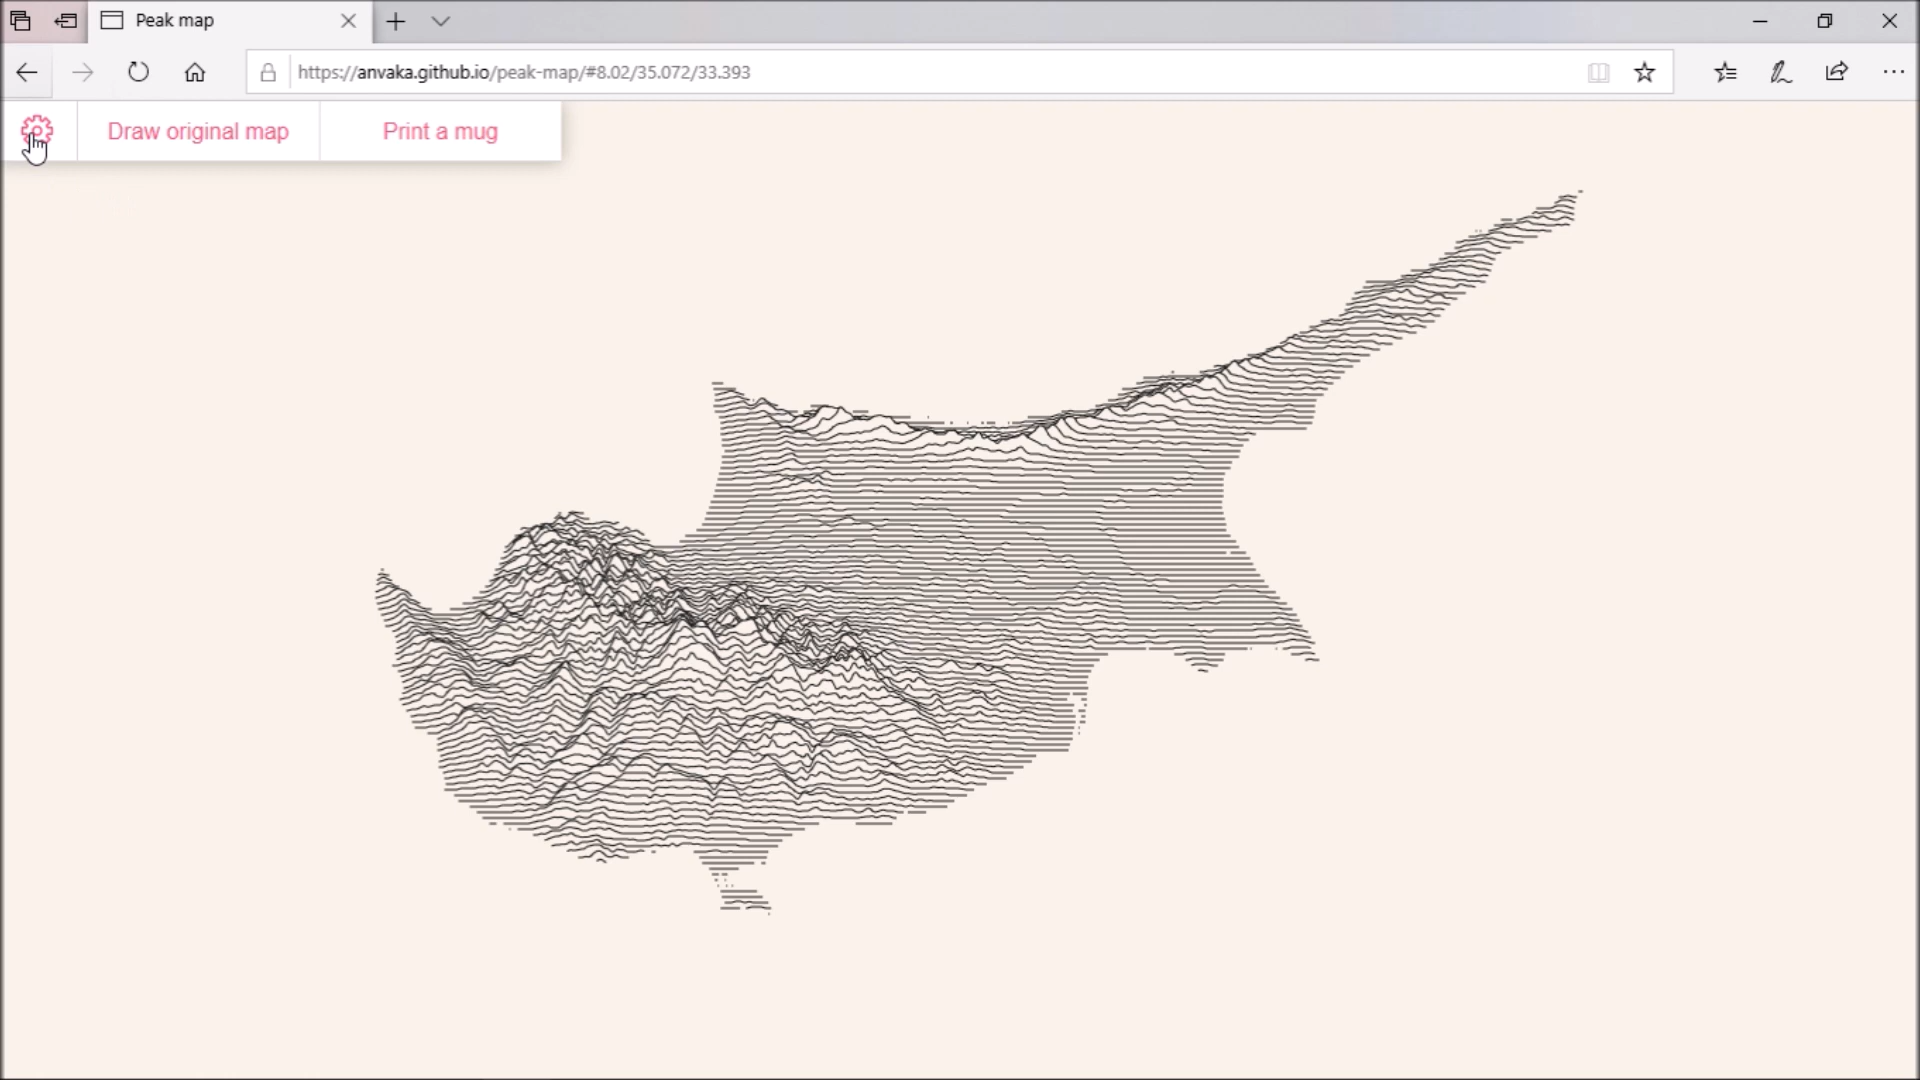 Peak map
https://anvaka.github.io/peak-map/#8.02/35.072/33.393
Draw original map
Print a mug